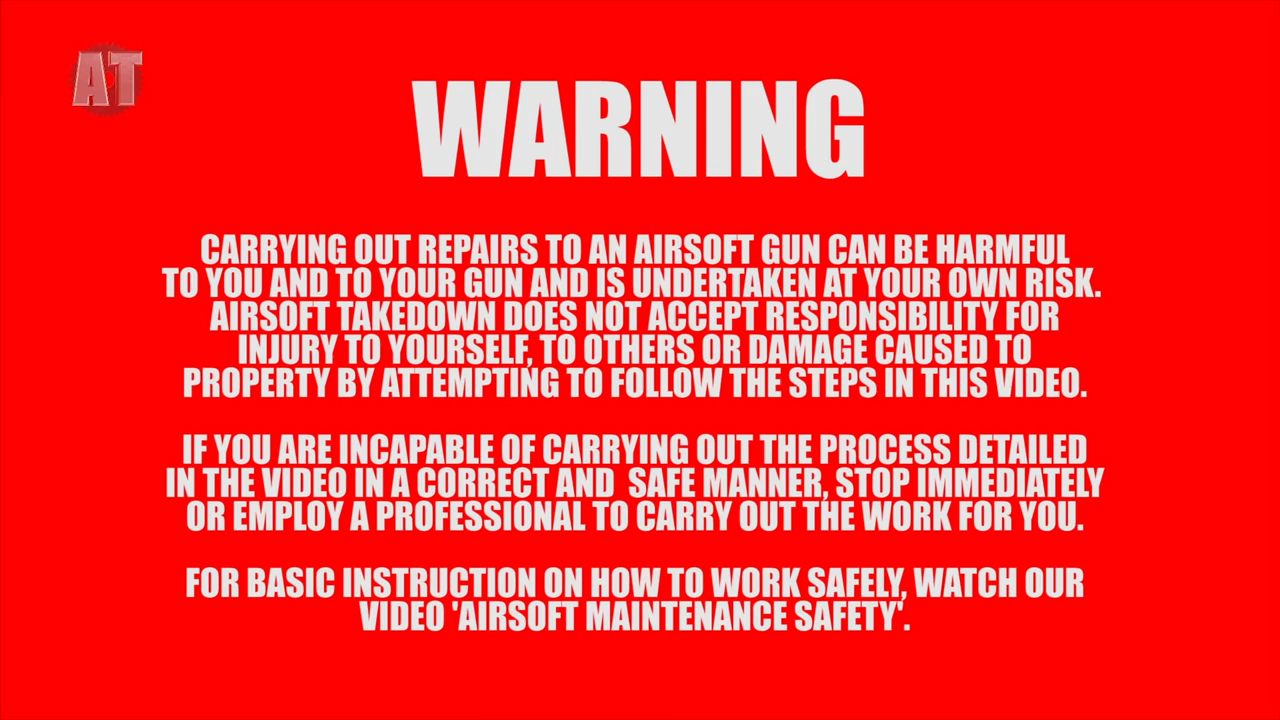 AT
WARNING
CARRYING OUT REPAIRS TO AN AIRSOFT GUN CAN BE HARMFUL
TO YOU AND TO YOUR GUN AND IS UNDERTAKEN AT YOUR OWN RISK.
AIRSOFT TAKEDOWN DOES NOT ACCEPT RESPONSIBILITY FOR
INJURY TO YOURSELF, TO OTHERS OR DAMAGE CAUSED TO
PROPERTY BY ATTEMPTING TO FOLLOW THE STEPS IN THIS VIDEO.
IF YOU ARE INCAPABLE OF CARRYING OUT THE PROCESS DETAILED
IN THE VIDEO IN A CORRECT AND  SAFE MANNER, STOP IMMEDIATELY
OR EMPLOY A PROFESSIONAL TO CARRY OUT THE WORK FOR YOU.
FOR BASIC INSTRUCTION ON HOW TO WORK SAFELY, WATCH OUR
VIDEO 'AIRSOFT MAINTENANCE SAFETY'.